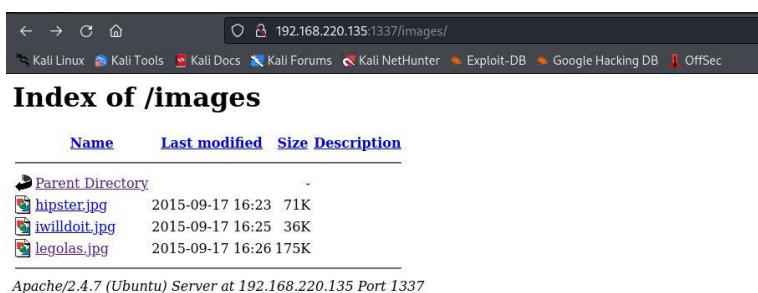 192.168.220.135:1337/images/
Kali Linux Kali Tools Kali Docs Kali Forums Kali NetHunter Exploit-DB Google Hacking DB OffSec
Index of /images
Name Last modified Size Description
Parent Directory -
hipster.jpg 2015-09-17 16:23 71K
iwilldoit.jpg 2015-09-17 16:25 36K
legolas.jpg 2015-09-17 16:26 175K
Apache/2.4.7 (Ubuntu) Server at 192.168.220.135 Port 1337